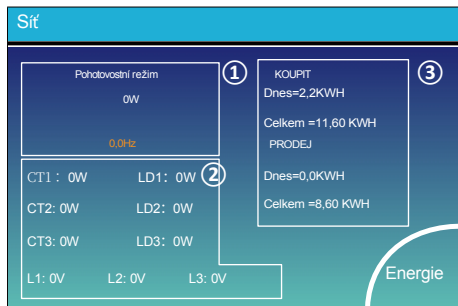 Síť
Pohotovostní režim
①
0W
0,0Hz
CT1： 0W LD1： 0W ②
CT2: 0W LD2： 0W
CT3: 0W LD3： 0W
L1: 0V L2: 0V L3: 0V
KOUPIT
③
Dnes=2,2KWH
Celkem =11,60 KWH
PRODEJ
Dnes=0,0KWH
Celkem =8,60 KWH
Energie